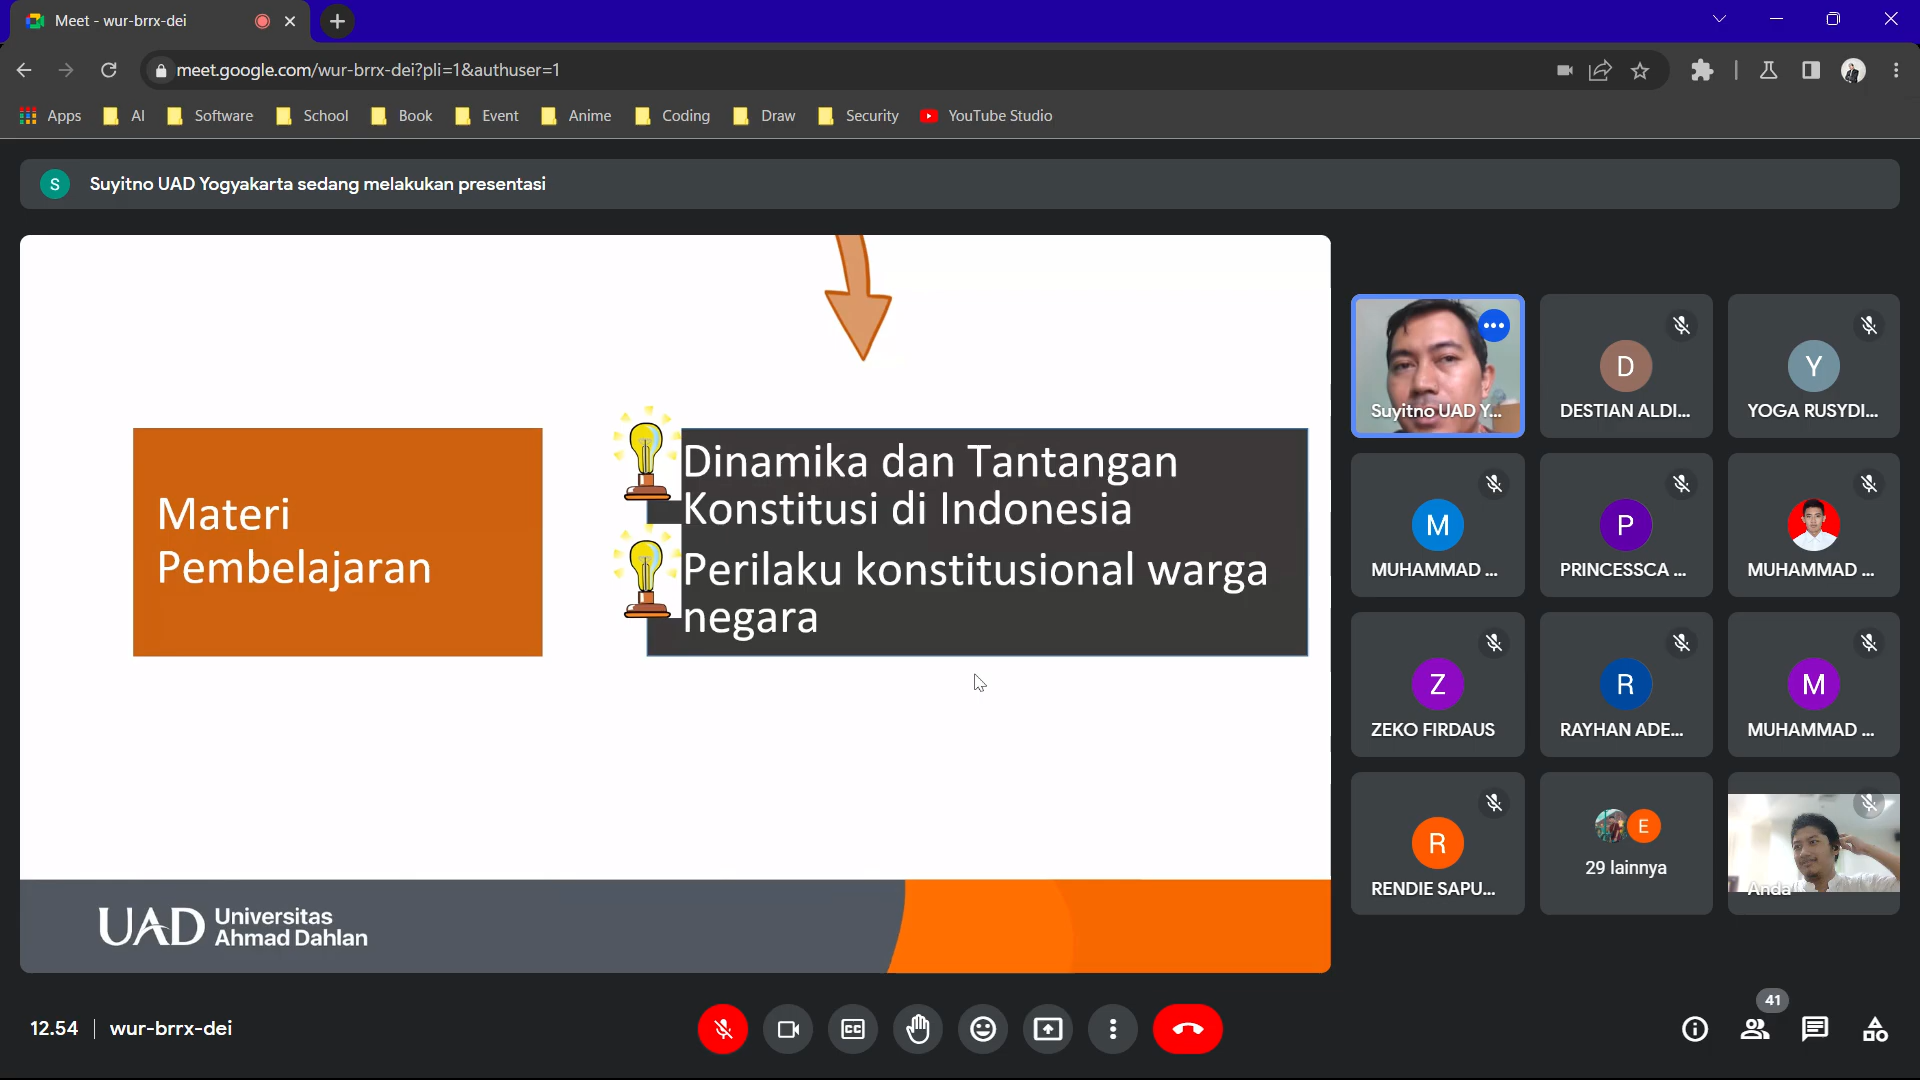 Meet - wur-brrx-dei
meet.google.com/wur-brrx-dei?pli=1&authuser=1
Apps AI Software School Book Event Anime Coding Draw Security YouTube Studio
S Suyitno UAD Yogyakarta sedang melakukan presentasi
Materi
Pembelajaran
Dinamika dan Tantangan
Konstitusi di Indonesia
Perilaku konstitusional warga
negara
UAD Universitas
Ahmad Dahlan
Suyitno UAD Y...
D
DESTIAN ALDI...
Y
YOGA RUSYDI...
M
MUHAMMAD ...
P
PRINCESSCA ...
MUHAMMAD ...
Z
ZEKO FIRDAUS
R
RAYHAN ADE...
M
MUHAMMAD ...
R
RENDIE SAPU...
E
29 lainnya
Anda
12.54 | wur-brrx-dei
CC
41